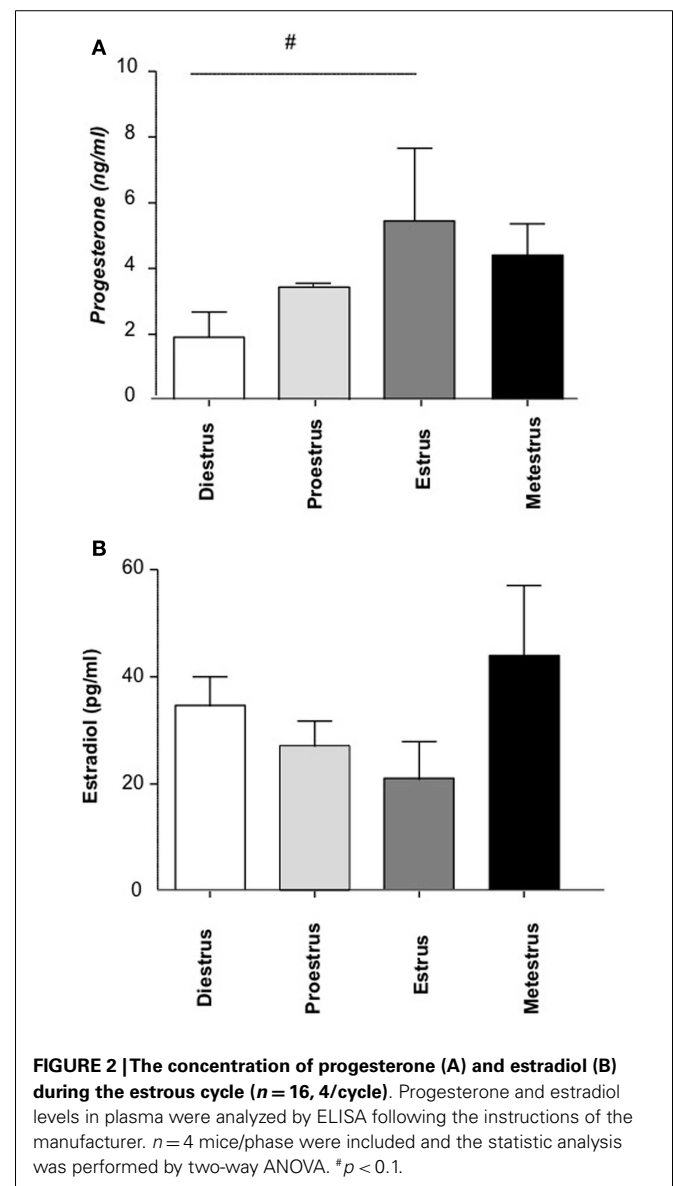 A
#
10
8
6
4
2
0
Progesterone (ng/ml)
Diestrus
Proestrus
Estrus
Metestrus
B
60
40
20
0
Estradiol (pg/ml)
Diestrus
Proestrus
Estrus
Metestrus
FIGURE 2 | The concentration of progesterone (A) and estradiol (B)
during the estrous cycle (n = 16, 4/cycle). Progesterone and estradiol
levels in plasma were analyzed by ELISA following the instructions of the
manufacturer. n = 4 mice/phase were included and the statistic analysis
was performed by two-way ANOVA. #p < 0.1.